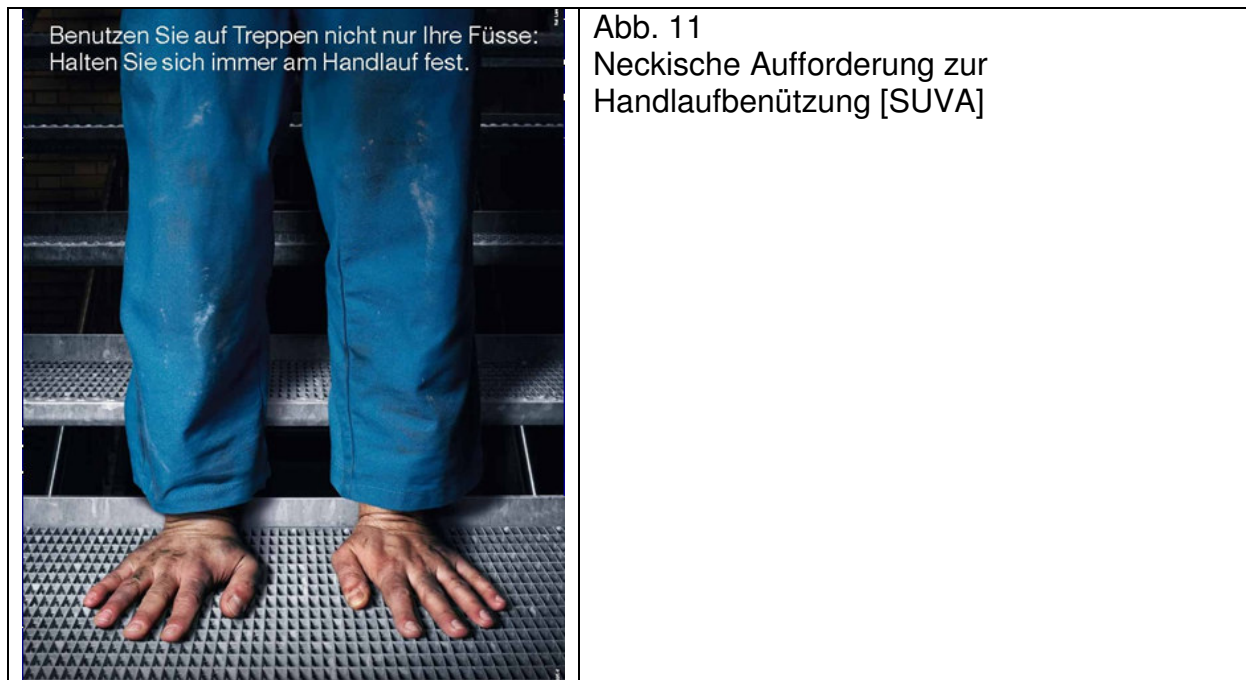 Benutzen Sie auf Treppen nicht nur Ihre Füsse:
Halten Sie sich immer am Handlauf fest.
Abb. 11
Neckische Aufforderung zur
Handlaufbenützung [SUVA]